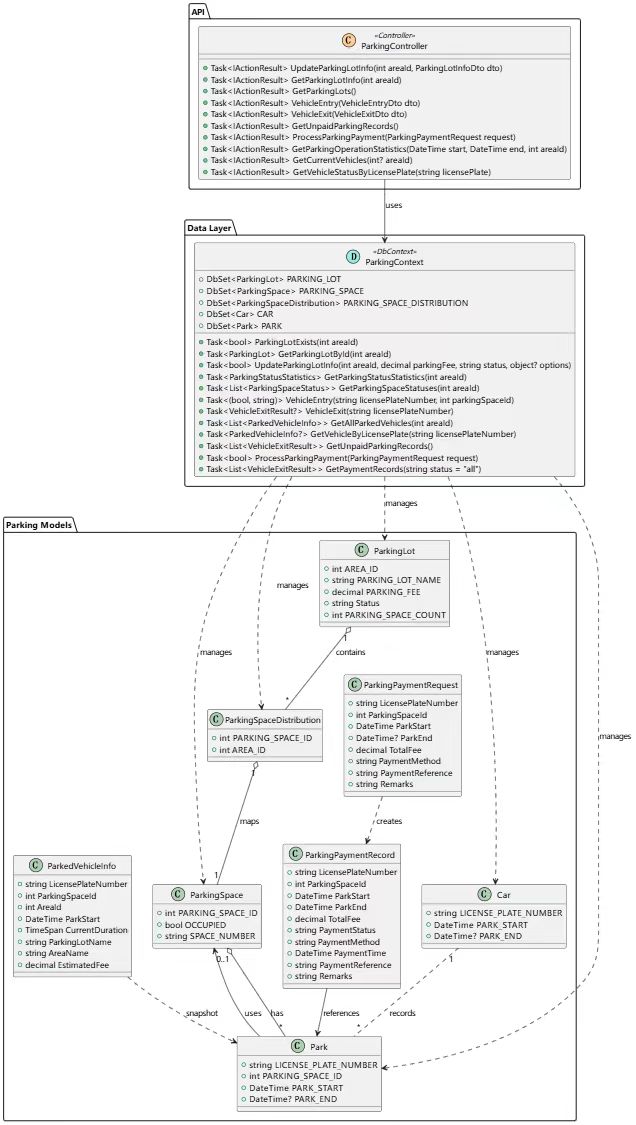 API
«Controller»
C ParkingController
Task<IActionResult> UpdateParkingLotInfo(int areaId, ParkingLotInfoDto dto)
Task<IActionResult> GetParkingLotInfo(int areaId)
Task<IActionResult> GetParkingLots()
Task<IActionResult> VehicleEntry(VehicleEntryDto dto)
Task<IActionResult> VehicleExit(VehicleExitDto dto)
Task<IActionResult> GetUnpaidParkingRecords()
Task<IActionResult> ProcessParkingPayment(ParkingPaymentRequest request)
Task<IActionResult> GetParkingOperationStatistics(DateTime start, DateTime end, int areaId)
Task<IActionResult> GetCurrentVehicles(int? areaId)
Task<IActionResult> GetVehicleStatusByLicensePlate(string licensePlate)
uses
Data Layer
«DbContext»
D ParkingContext
DbSet<ParkingLot> PARKING_LOT
DbSet<ParkingSpace> PARKING_SPACE
DbSet<ParkingSpaceDistribution> PARKING_SPACE_DISTRIBUTION
DbSet<Car> CAR
DbSet<Park> PARK
Task<bool> ParkingLotExists(int areaId)
Task<ParkingLot> GetParkingLotById(int areaId)
Task<bool> UpdateParkingLotInfo(int areaId, decimal parkingFee, string status, object? options)
Task<ParkingStatusStatistics> GetParkingStatusStatistics(int areaId)
Task<List<ParkingSpaceStatus>> GetParkingSpaceStatuses(int areaId)
Task<(bool, string)> VehicleEntry(string licensePlateNumber, int parkingSpaceId)
Task<VehicleExitResult?> VehicleExit(string licensePlateNumber)
Task<List<ParkedVehicleInfo>> GetAllParkedVehicles(int areaId)
Task<ParkedVehicleInfo?> GetVehicleByLicensePlate(string licensePlateNumber)
Task<List<VehicleExitResult>> GetUnpaidParkingRecords()
Task<bool> ProcessParkingPayment(ParkingPaymentRequest request)
Task<List<VehicleExitResult>> GetPaymentRecords(string status = "all")
manages
Parking Models
C ParkingLot
int AREA_ID
string PARKING_LOT_NAME
decimal PARKING_FEE
string Status
int PARKING_SPACE_COUNT
manages
1
manages
contains
manages
C ParkingPaymentRequest
string LicensePlateNumber
int ParkingSpaceId
DateTime ParkStart
DateTime? ParkEnd
decimal TotalFee
string PaymentMethod
string PaymentReference
string Remarks
*
C ParkingSpaceDistribution
int PARKING_SPACE_ID
int AREA_ID
manages
1
maps
creates
C ParkedVehicleInfo
string LicensePlateNumber
int ParkingSpaceId
int AreaId
DateTime ParkStart
TimeSpan CurrentDuration
string ParkingLotName
string AreaName
decimal EstimatedFee
1
C ParkingSpace
int PARKING_SPACE_ID
bool OCCUPIED
string SPACE_NUMBER
C ParkingPaymentRecord
string LicensePlateNumber
int ParkingSpaceId
DateTime ParkStart
DateTime ParkEnd
decimal TotalFee
string PaymentStatus
string PaymentMethod
DateTime PaymentTime
string PaymentReference
string Remarks
C Car
string LICENSE_PLATE_NUMBER
DateTime PARK_START
DateTime? PARK_END
0..1
1
snapshot
uses
has
references
records
*
*
C Park
string LICENSE_PLATE_NUMBER
int PARKING_SPACE_ID
DateTime PARK_START
DateTime? PARK_END